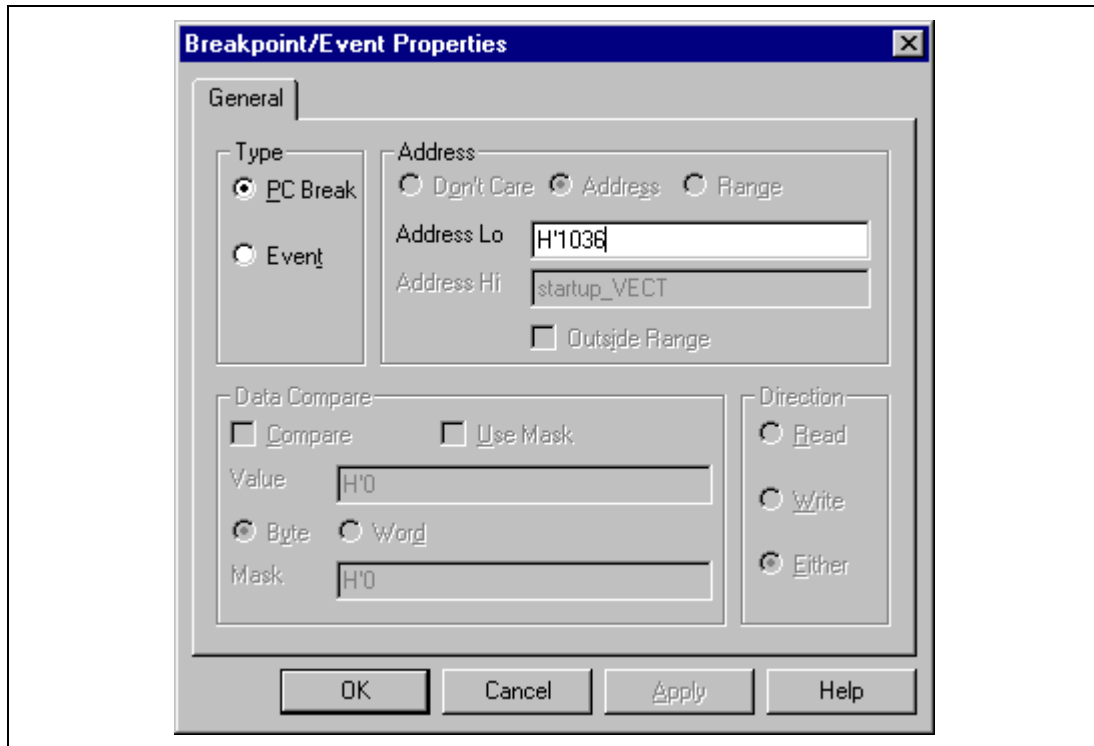 Breakpoint/Event Properties
General
Type
PC Break
Event
Address
Don't Care Address Range
Address Lo H'1036
Address Hi startup_VECT
Outside Range
Data Compare
Compare Use Mask
Value H'0
Byte Word
Mask H'0
Direction
Read
Write
Either
OK Cancel Apply Help